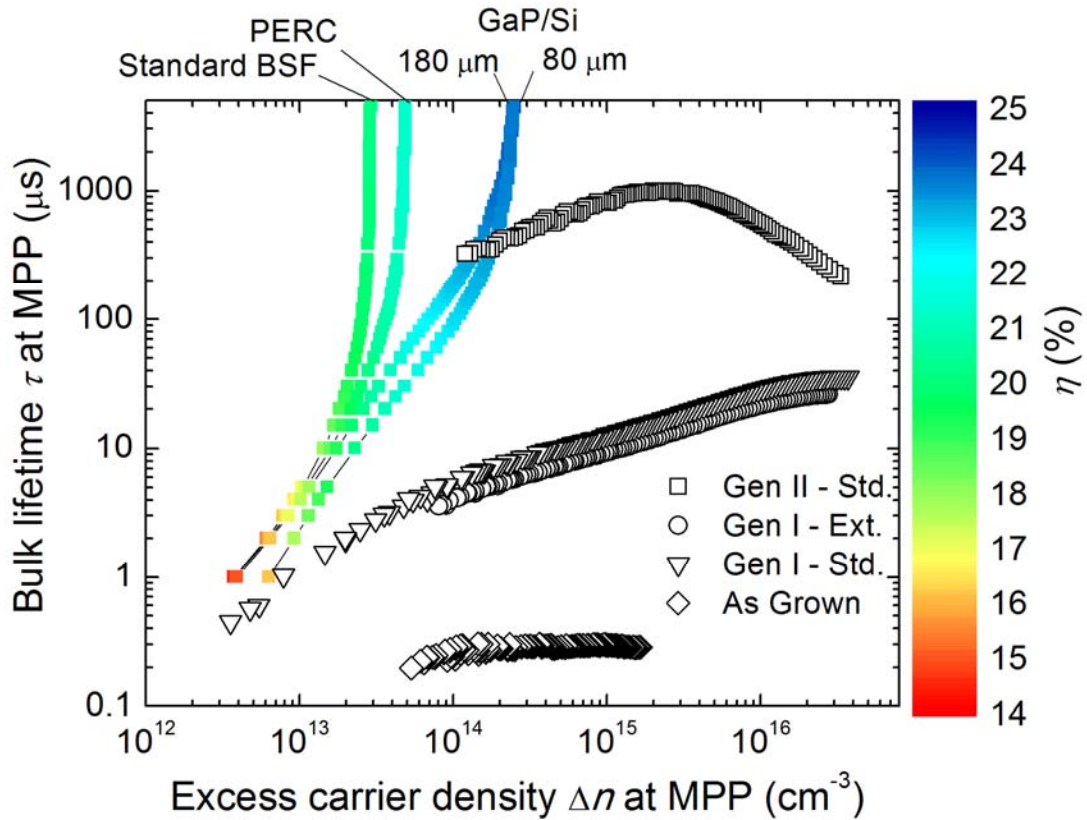 GaP/Si
PERC
Standard BSF
180 μm
80 μm
Bulk lifetime τ at MPP (μs)
1000
100
10
1
0.1
10^12
10^13
10^14
10^15
10^16
Excess carrier density Δn at MPP (cm^-3)
Gen II - Std.
Gen I - Ext.
Gen I - Std.
As Grown
25
24
23
22
21
20
19
18
17
16
15
14
η (%)